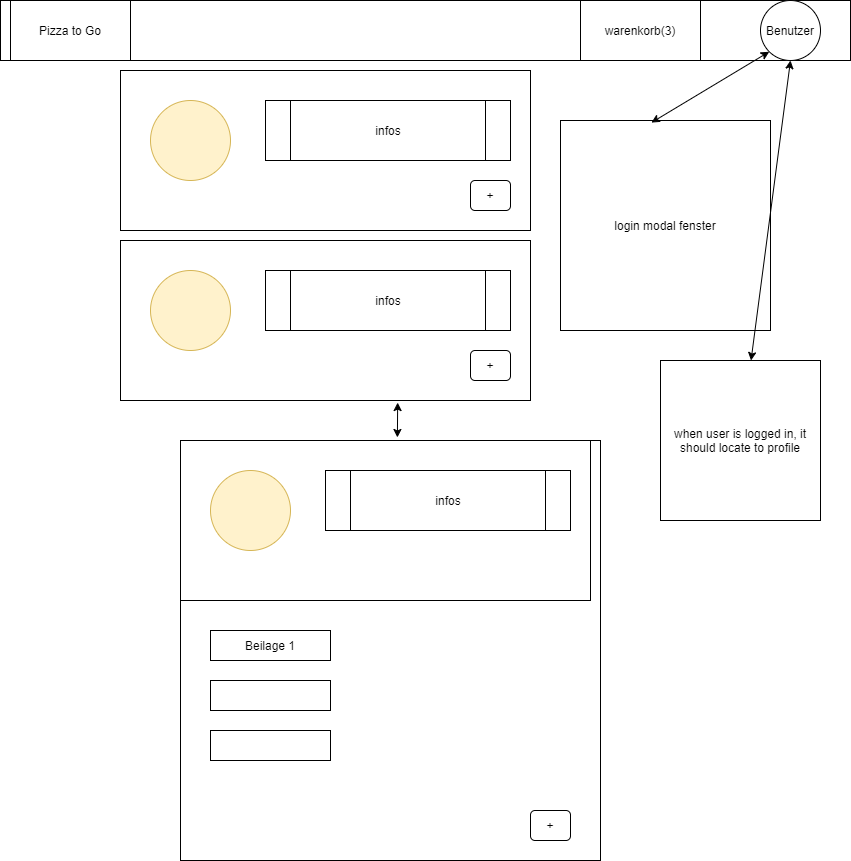 Pizza to Go
warenkorb(3)
Benutzer
infos
+
login modal fenster
infos
+
when user is logged in, it
should locate to profile
infos
Beilage 1
+